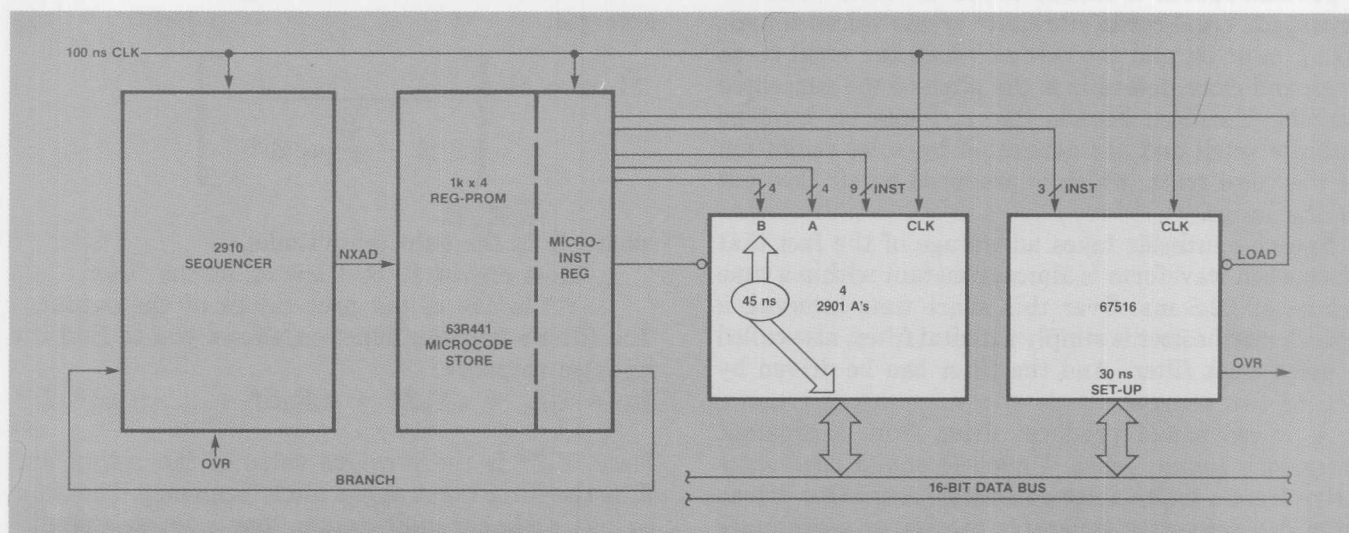 100 ns CLK
2910
SEQUENCER
NXAD
1k x 4
REG-PROM
MICRO-
INST
REG
63R441
MICROCODE
STORE
4
4
9
INST
3
INST
B
A
CLK
CLK
LOAD
45 ns
4
2901 A's
67516
OVR
30 ns
SET-UP
OVR
BRANCH
16-BIT DATA BUS